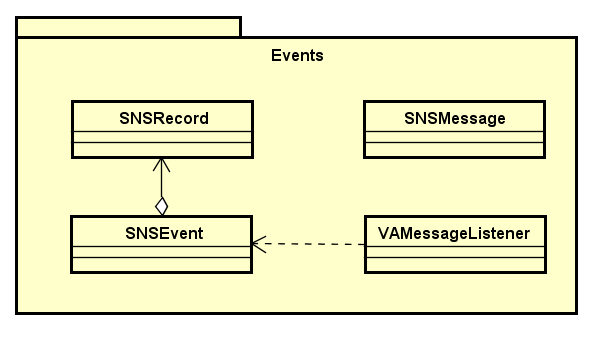 Events
SNSRecord
SNSMessage
SNSEvent
VAMessageListener